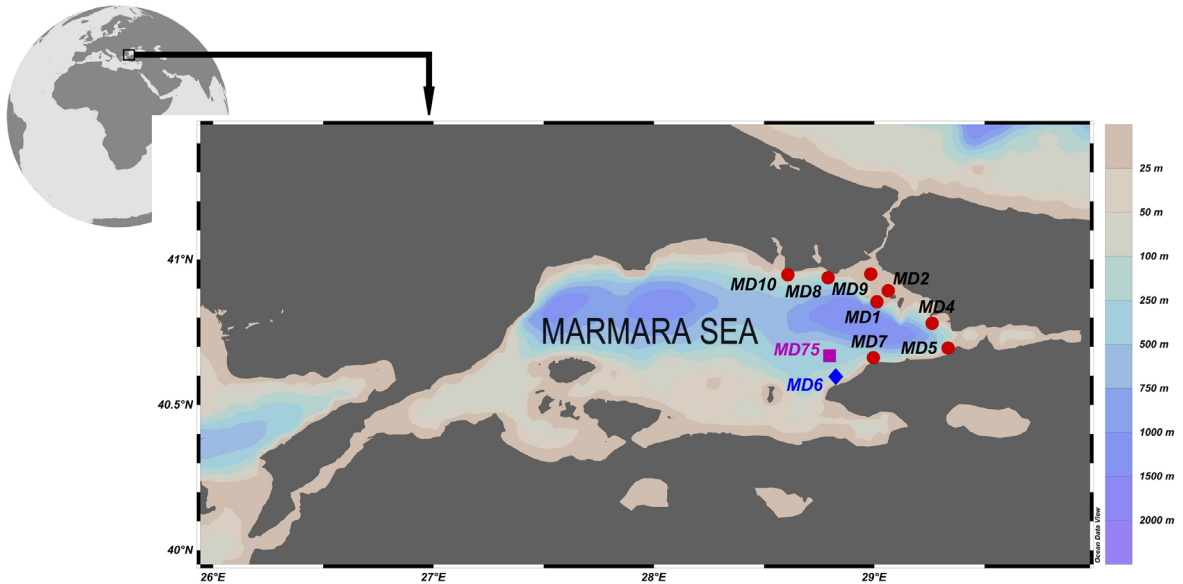 41°N
40.5°N
40°N
26°E
27°E
28°E
29°E
MARMARA SEA
MD10
MD8
MD9
MD2
MD1
MD4
MD7
MD5
MD75
MD6
25 m
50 m
100 m
250 m
500 m
750 m
1000 m
1500 m
2000 m
Ocean Data View